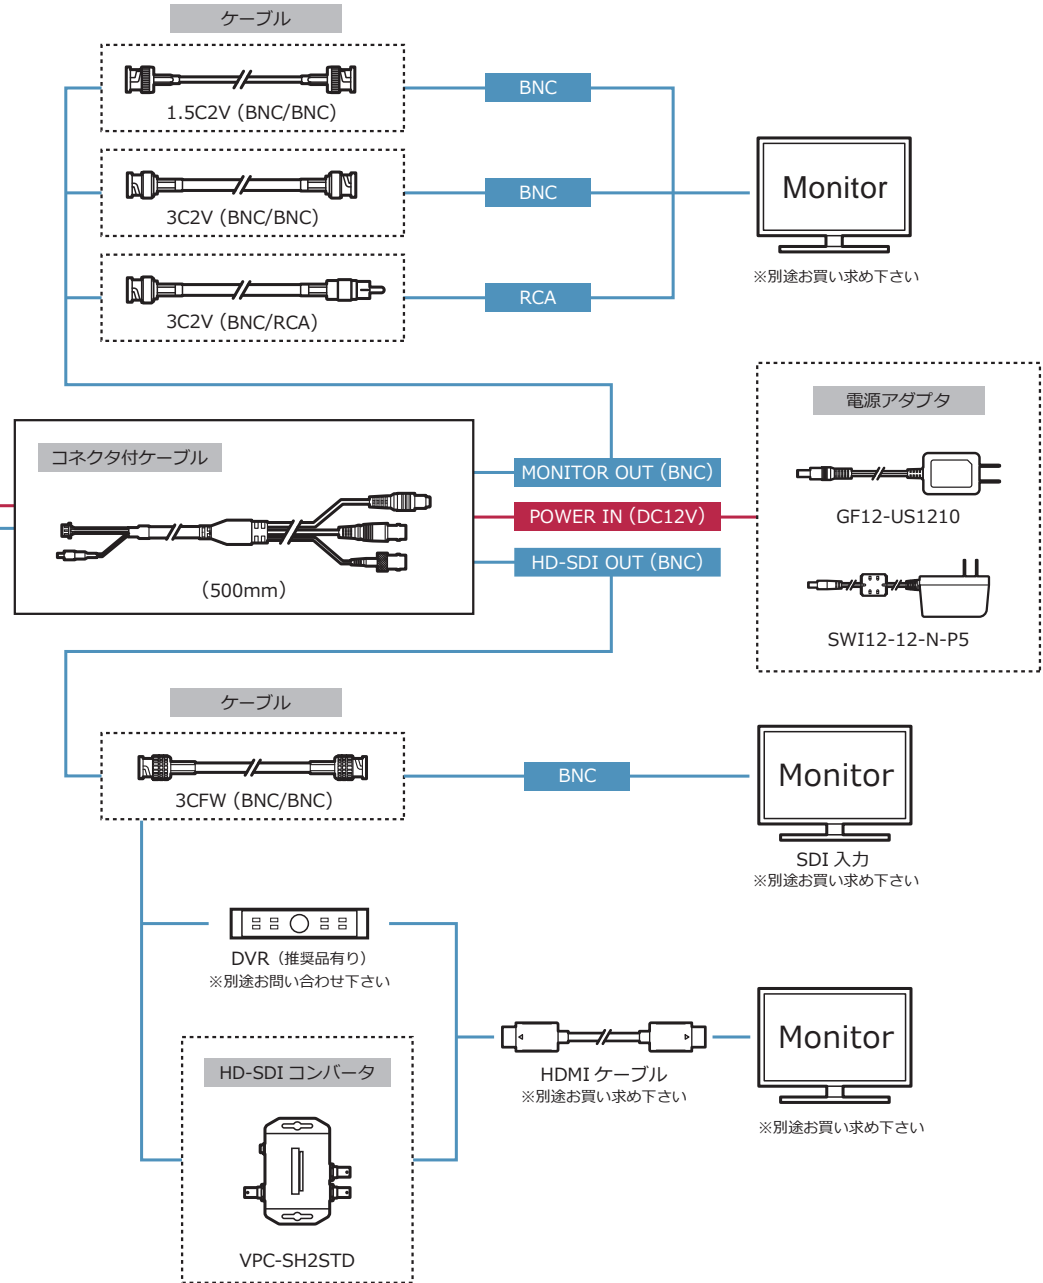 ケーブル
1.5C2V（BNC/BNC）
BNC
3C2V（BNC/BNC）
BNC
3C2V（BNC/RCA）
RCA
Monitor
※別途お買い求め下さい
コネクタ付ケーブル
（500mm）
MONITOR OUT（BNC）
POWER IN（DC12V）
HD-SDI OUT（BNC）
電源アダプタ
GF12-US1210
SWI12-12-N-P5
ケーブル
3CFW（BNC/BNC）
BNC
Monitor
SDI 入力
※別途お買い求め下さい
DVR（推奨品有り）
※別途お問い合わせ下さい
HD-SDI コンバータ
VPC-SH2STD
HDMI ケーブル
※別途お買い求め下さい
Monitor
※別途お買い求め下さい